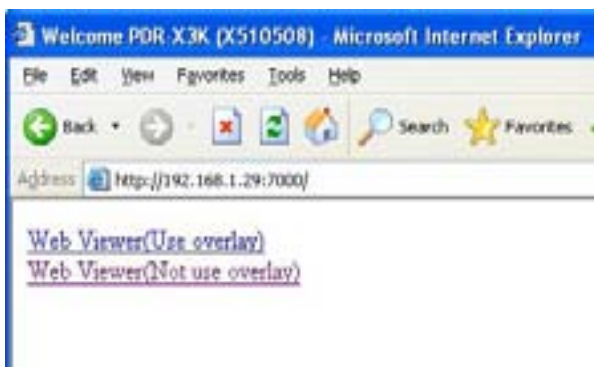 Welcome PDR-X3K (X510508) - Microsoft Internet Explorer
File Edit View Favorites Tools Help
Back Search Favorites
Address http://192.168.1.29:7000/
Web Viewer(Use overlay)
Web Viewer(Not use overlay)